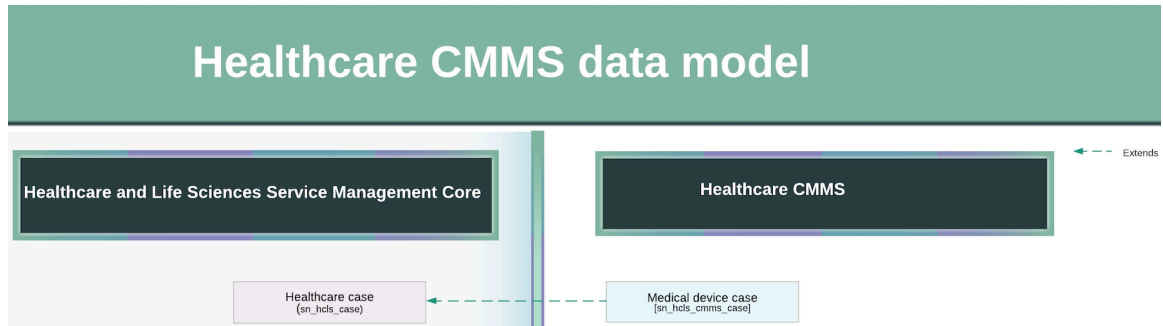 Healthcare CMMS data model
Healthcare and Life Sciences Service Management Core
Healthcare CMMS
Extends
Healthcare case
(sn_hcls_case)
Medical device case
[sn_hcls_cmms_case]